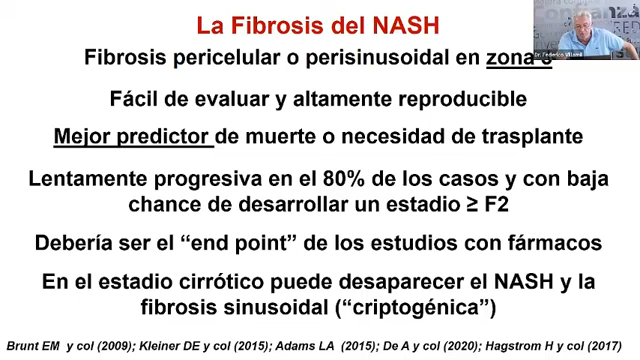 La Fibrosis del NASH
Fibrosis pericelular o perisinusoidal en zona
Fácil de evaluar y altamente reproducible
Mejor predictor de muerte o necesidad de trasplante
Lentamente progresiva en el 80% de los casos y con baja
chance de desarrollar un estadio ≥ F2
Debería ser el “end point” de los estudios con fármacos
En el estadio cirrótico puede desaparecer el NASH y la
fibrosis sinusoidal (“criptogénica”)
Brunt EM y col (2009); Kleiner DE y col (2015); Adams LA (2015); De A y col (2020); Hagstrom H y col (2017)
Dr. Federico Villamil